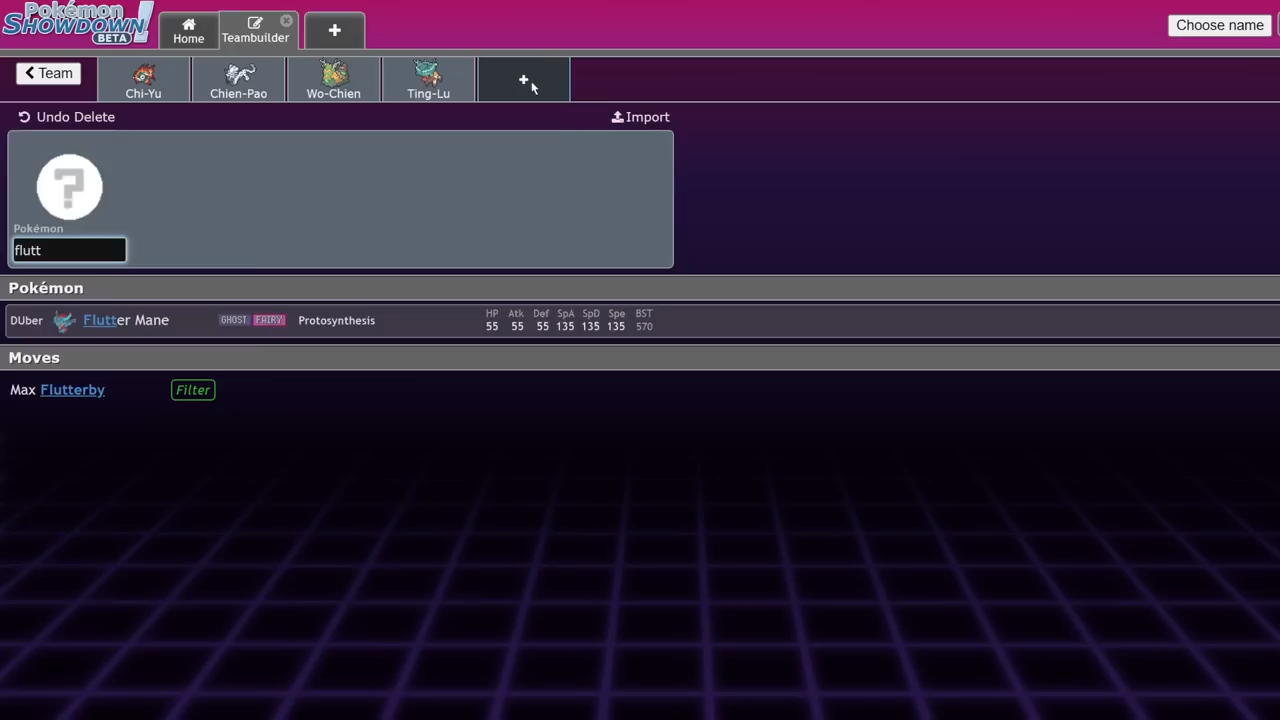 Pokémon
SHOWDOWN!
BETA
Home
Teambuilder
+
Choose name
Team
Chi-Yu
Chien-Pao
Wo-Chien
Ting-Lu
+
Undo Delete
Import
?
Pokémon
flutt
Pokémon
DUber Flutter Mane GHOST FAIRY Protosynthesis
HP Atk Def SpA SpD Spe BST
55 55 55 135 135 135 570
Moves
Max Flutterby Filter